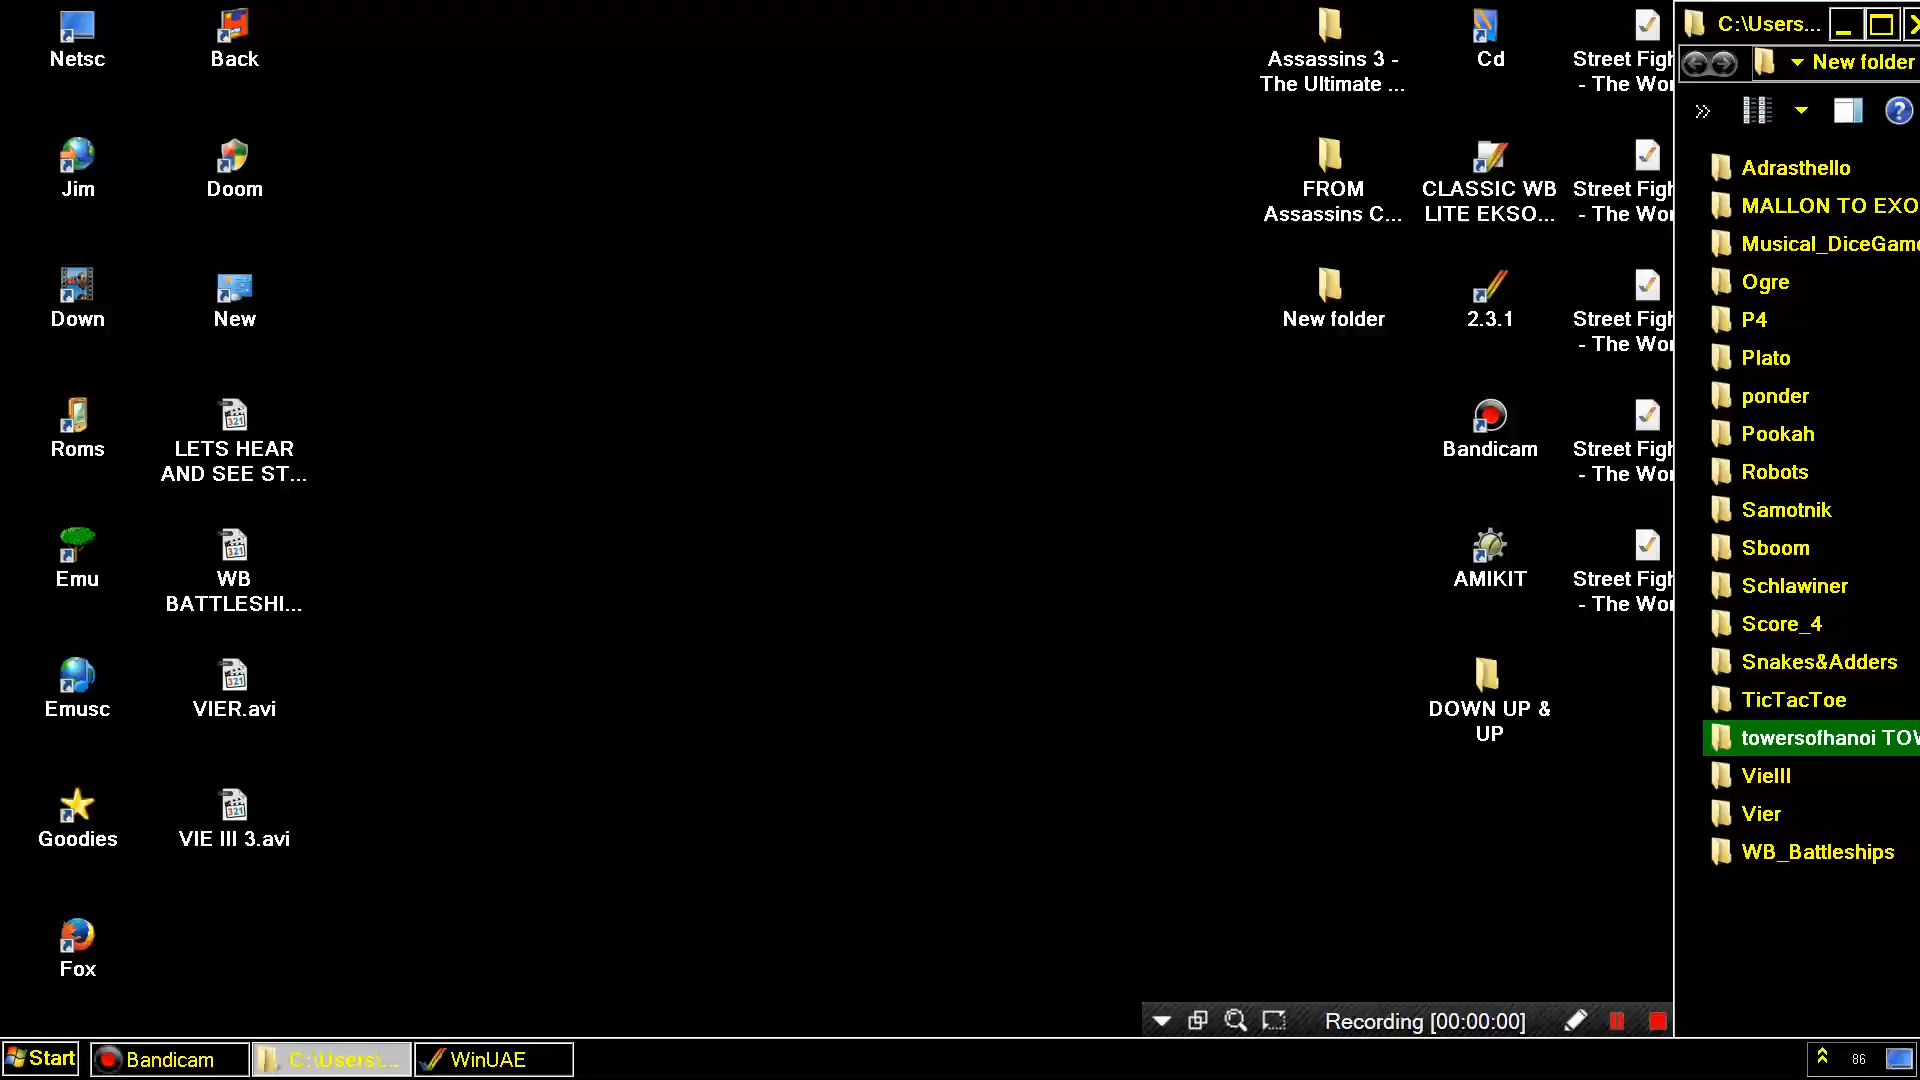 Netsc
Back
Jim
Doom
Down
New
Roms
LETS HEAR
AND SEE ST...
Emu
WB
BATTLESHI...
Emusc
VIER.avi
Goodies
VIE III 3.avi
Fox
Assassins 3 -
The Ultimate ...
Cd
Street Figh
- The Wor
FROM
Assassins C...
CLASSIC WB
LITE EKSO...
Street Figh
- The Wor
New folder
2.3.1
Street Figh
- The Wor
Bandicam
Street Figh
- The Wor
AMIKIT
Street Figh
- The Wor
DOWN UP &
UP
C:\Users...
New folder
Adrasthello
MALLON TO EXO
Musical_DiceGame
Ogre
P4
Plato
ponder
Pookah
Robots
Samotnik
Sboom
Schlawiner
Score_4
Snakes&Adders
TicTacToe
towersofhanoi TOW
VieIII
Vier
WB_Battleships
Recording [00:00:00]
Start
Bandicam
C:\Users\...
WinUAE
86